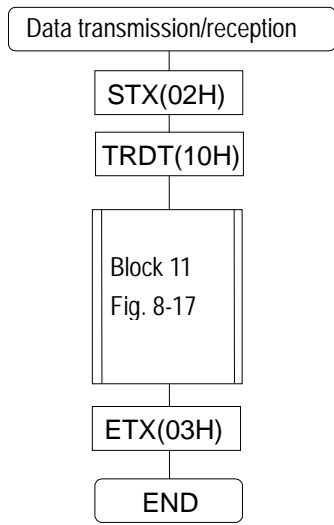 Data transmission/reception
STX(02H)
TRDT(10H)
Block 11
Fig. 8-17
ETX(03H)
END